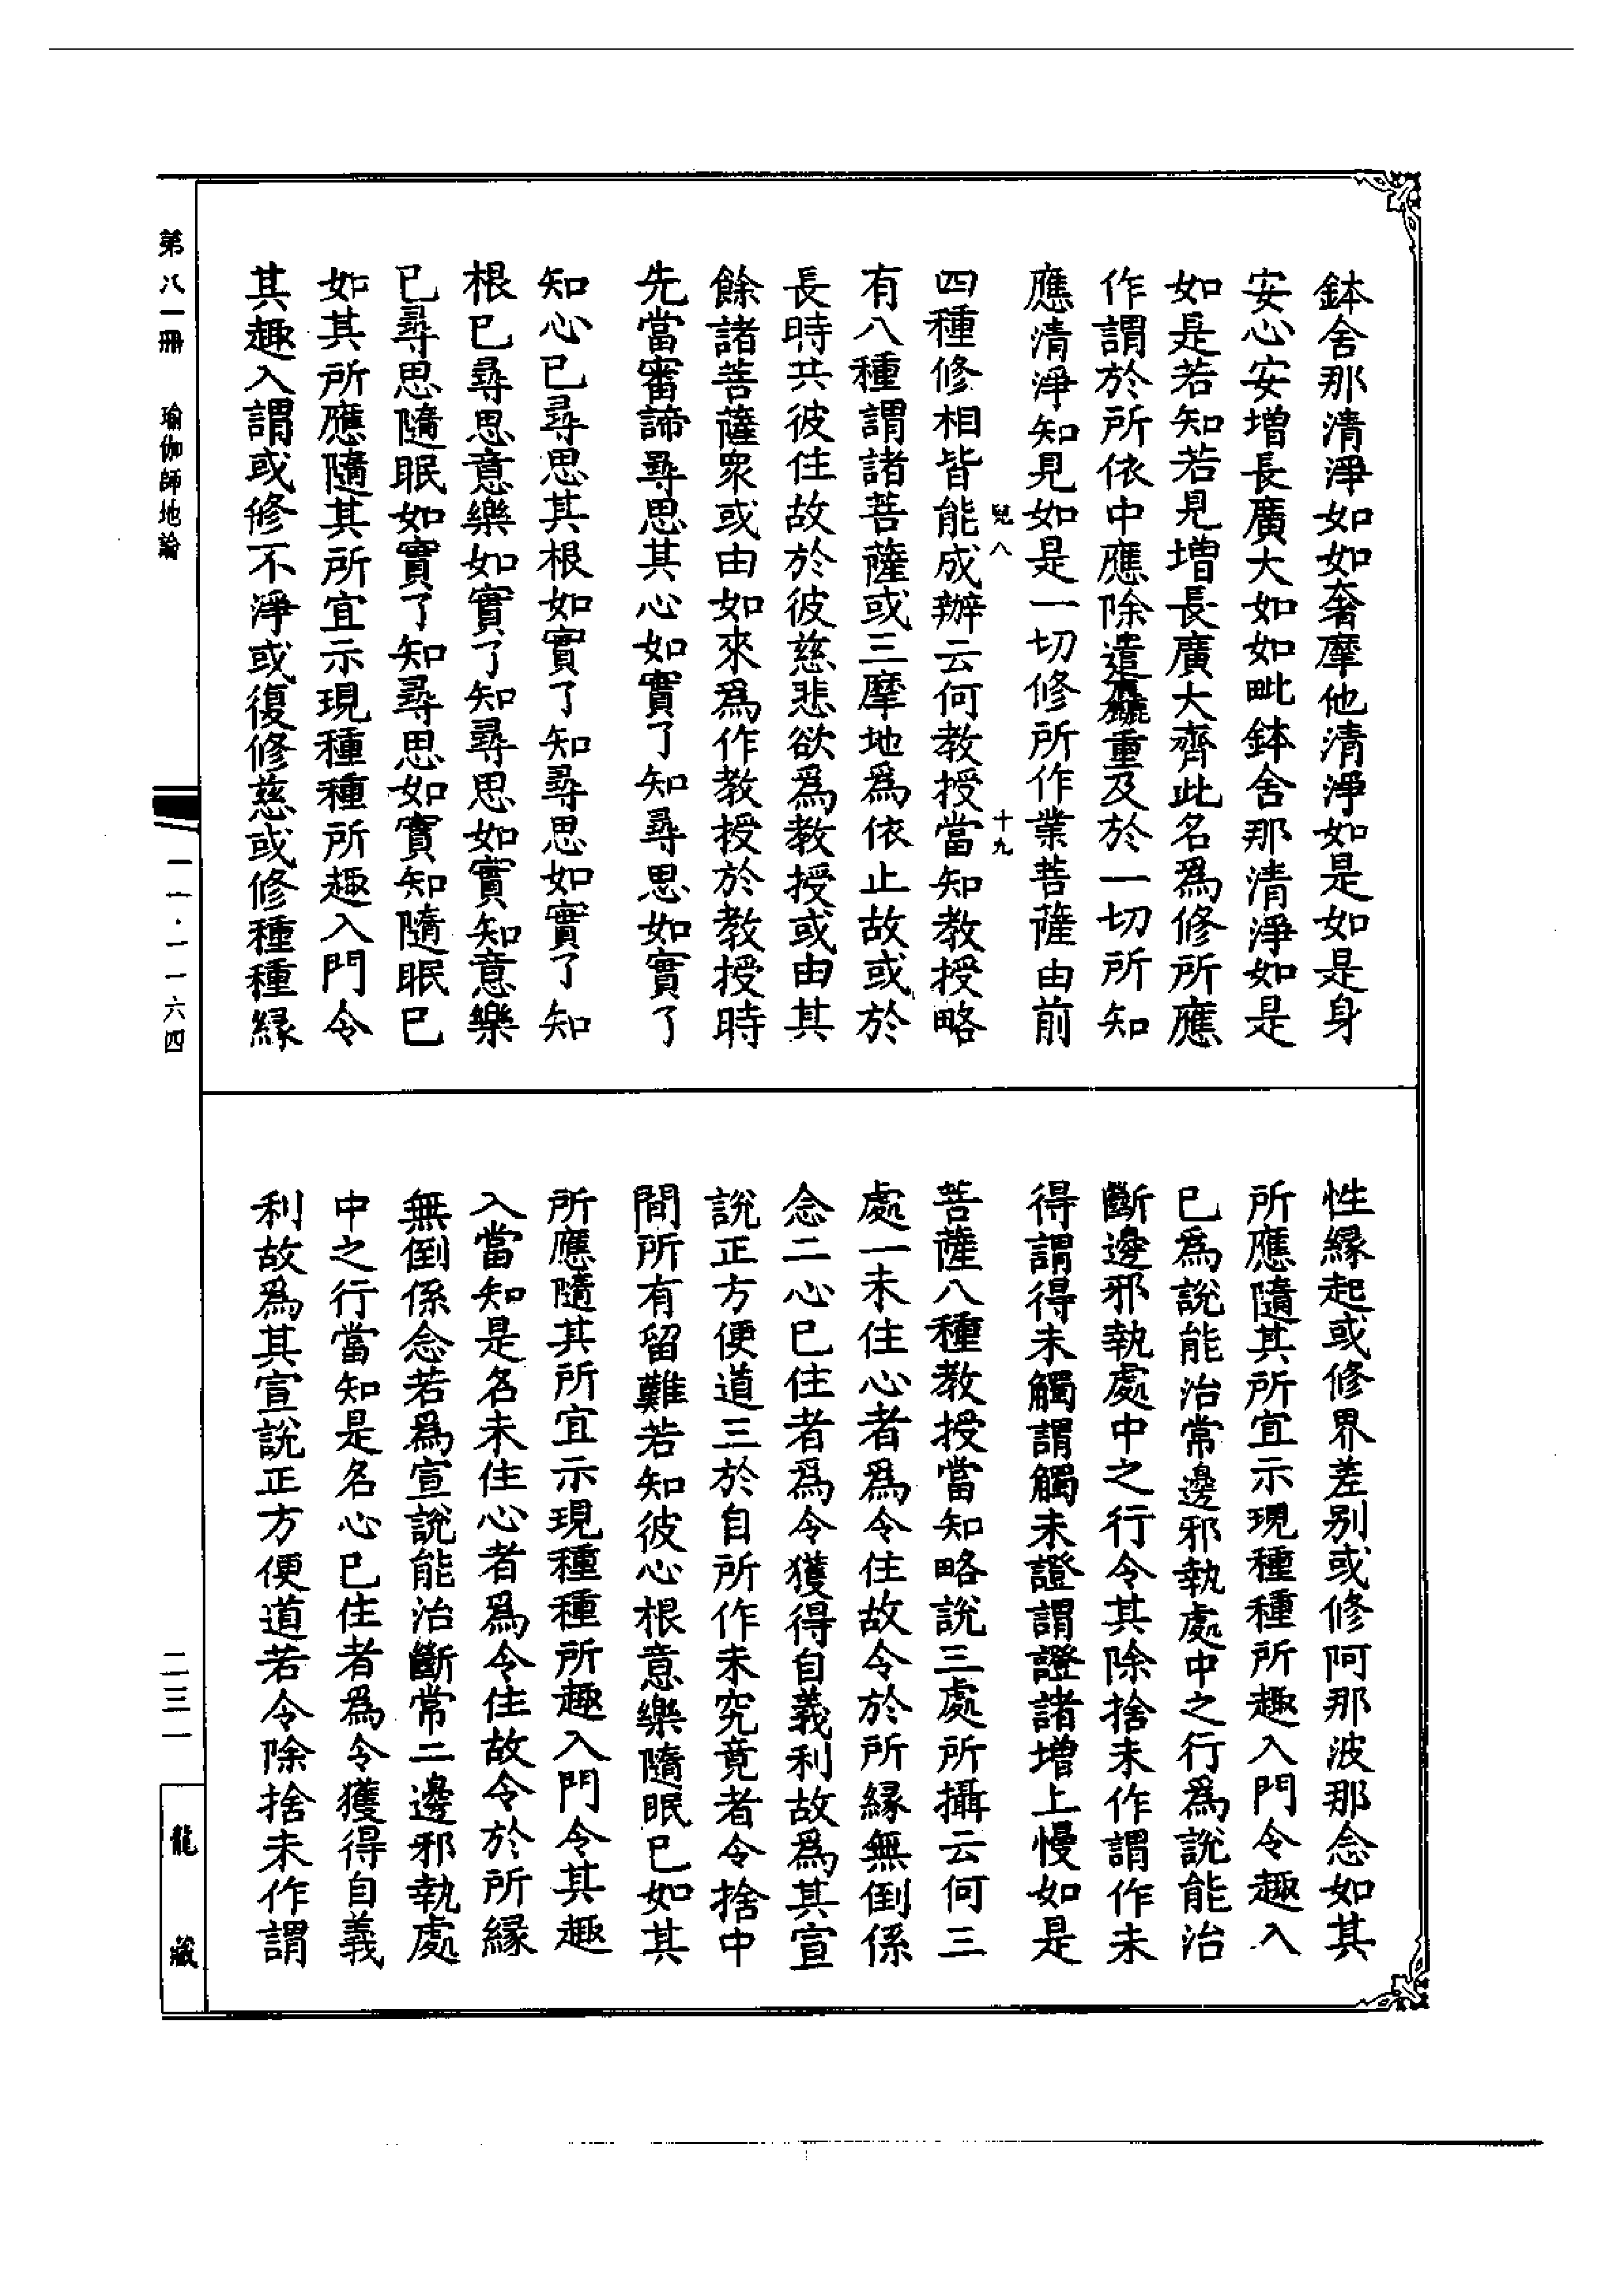 鉢舍那清淨如如奢摩他清淨如是如是身
安心安增長廣大如如毗鉢舍那清淨如是
如是若知若見增長廣大齊此名爲修所應
作謂於所依中應除遣麤重及於一切所知
應清淨知見如是一切修所作業菩薩由前
皃八 十九
四種修相皆能成辦云何教授當知教授略
有八種謂諸菩薩或三摩地爲依止故或於
長時共彼住故於彼慈悲欲爲教授或由其
餘諸菩薩衆或由如來爲作教授於教授時
先當審諦尋思其心如實了知尋思如實了
知心已尋思其根如實了知尋思如實了知
根已尋思意樂如實了知尋思如實知意樂
已尋思隨眠如實了知尋思如實知隨眠已
如其所應隨其所宜示現種種所趣入門令
其趣入謂或修不淨或復修慈或修種種緣
性緣起或修界差別或修阿那波那念如其
所應隨其所宜示現種種所趣入門令趣入
已爲說能治常邊邪執處中之行爲說能治
斷邊邪執處中之行令其除捨未作謂作未
得謂得未觸謂觸未證謂證諸增上慢如是
菩薩八種教授當知略說三處所攝云何三
處一未住心者爲令住故令於所緣無倒係
念二心已住者爲令獲得自義利故爲其宣
說正方便道三於自所作未究竟者令捨中
間所有留難若知彼心根意樂隨眠已如其
所應隨其所宜示現種種所趣入門令其趣
入當知是名未住心者爲令住故令於所緣
無倒係念若爲宣說能治斷常二邊邪執處
中之行當知是名心已住者爲令獲得自義
利故爲其宣說正方便道若令除捨未作謂
第八一冊 瑜伽師地論
一一·一一六四
二三一
龍藏